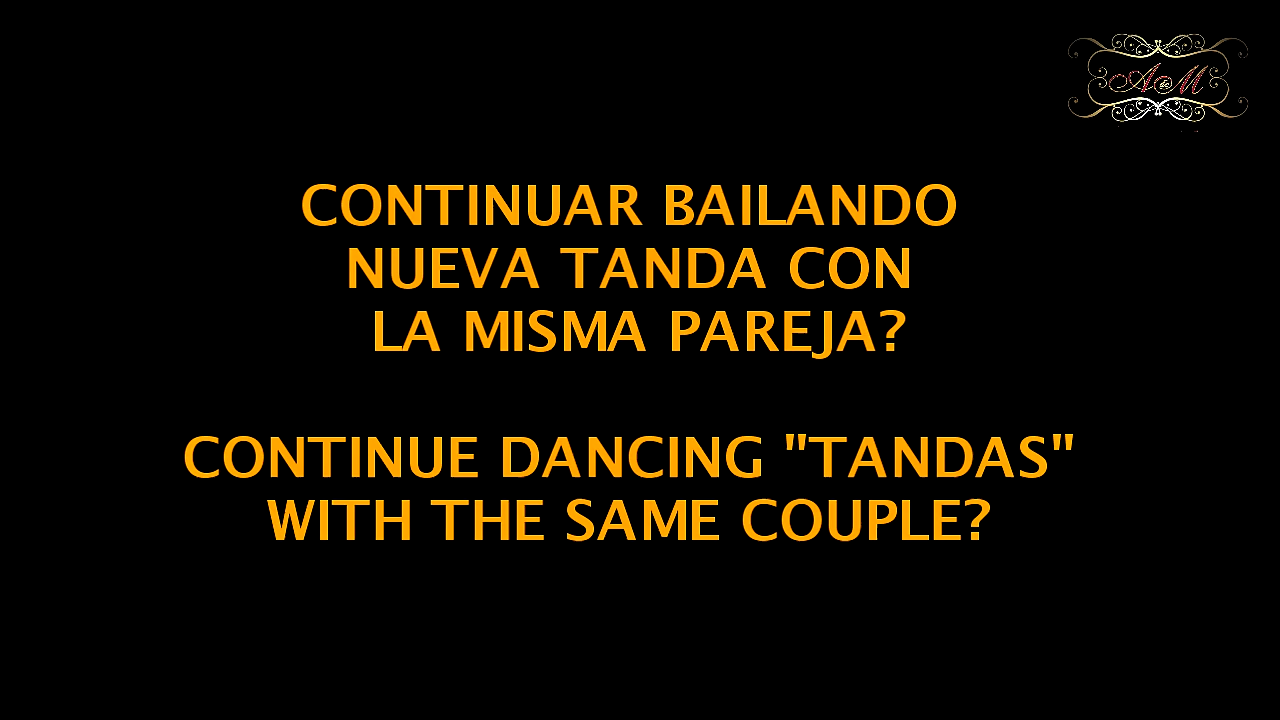 A&M
CONTINUAR BAILANDO
NUEVA TANDA CON
LA MISMA PAREJA?
CONTINUE DANCING "TANDAS"
WITH THE SAME COUPLE?